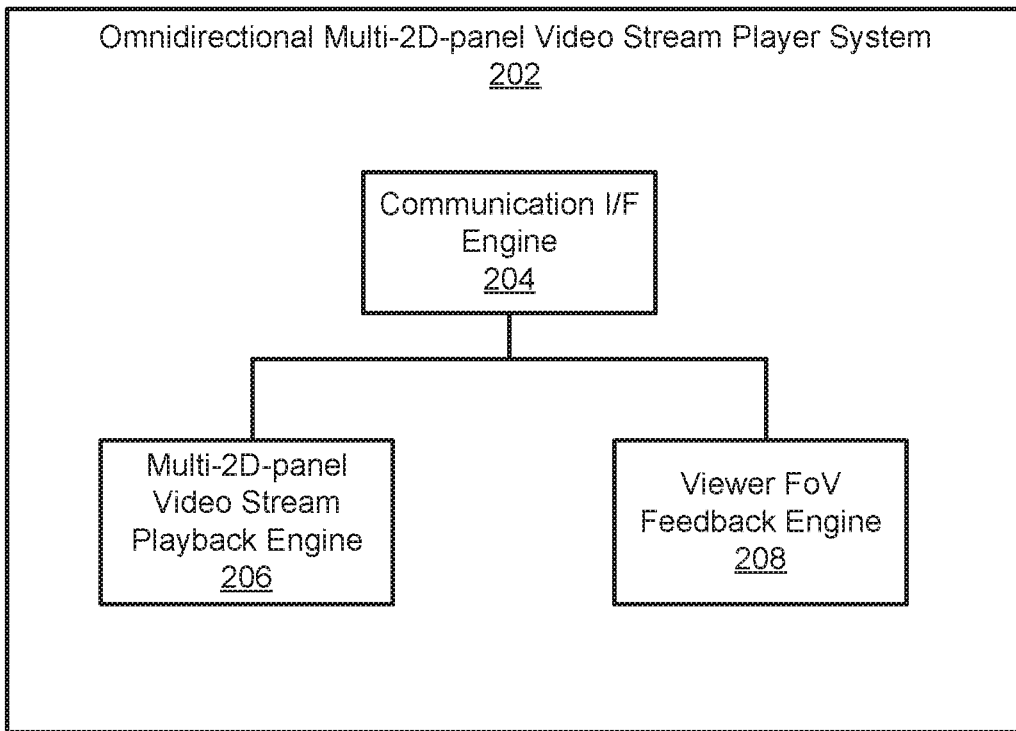 Omnidirectional Multi-2D-panel Video Stream Player System
202
Communication I/F
Engine
204
Multi-2D-panel
Video Stream
Playback Engine
206
Viewer FoV
Feedback Engine
208